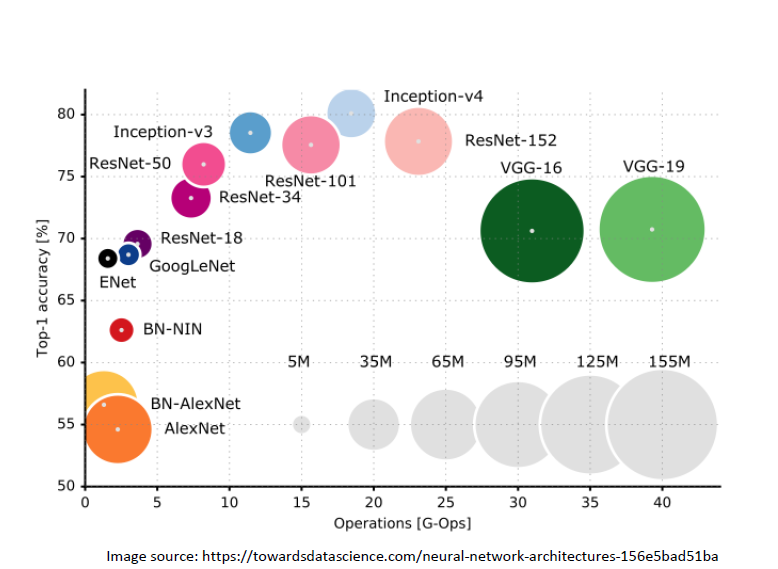 Inception-v4
80
Inception-v3
ResNet-152
ResNet-50
VGG-16
VGG-19
75
ResNet-101
ResNet-34
70
ResNet-18
GoogLeNet
ENet
65
BN-NIN
60
5M 35M 65M 95M 125M 155M
BN-AlexNet
55
AlexNet
50
0 5 10 15 20 25 30 35 40
Top-1 accuracy [%]
Operations [G-Ops]
Image source: https://towardsdatascience.com/neural-network-architectures-156e5bad51ba